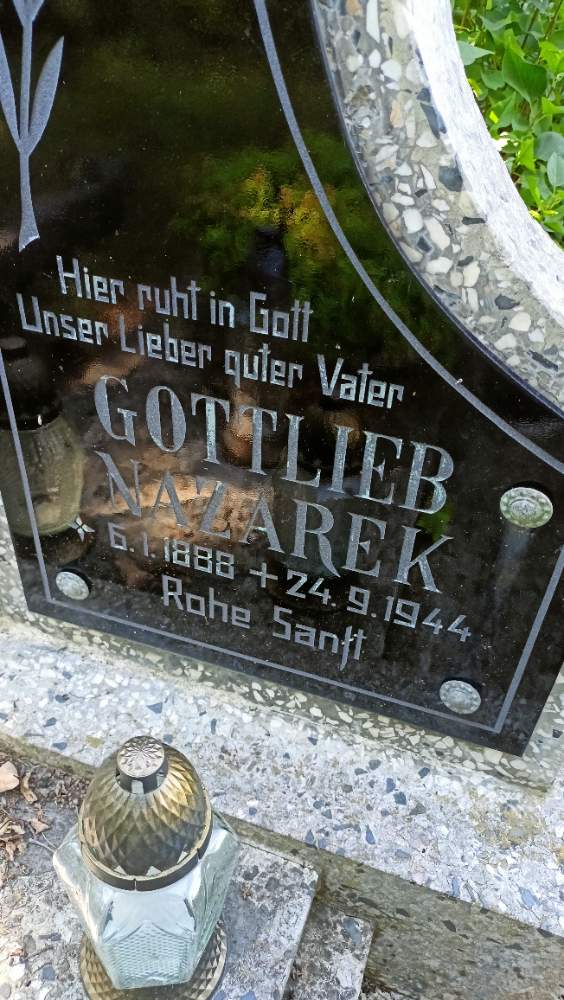 Hier ruht in Gott
Unser Lieber guter Vater
GOTTLIEB
NAZAREK
6.1.1888 + 24.9.1944
Rohe Sanft